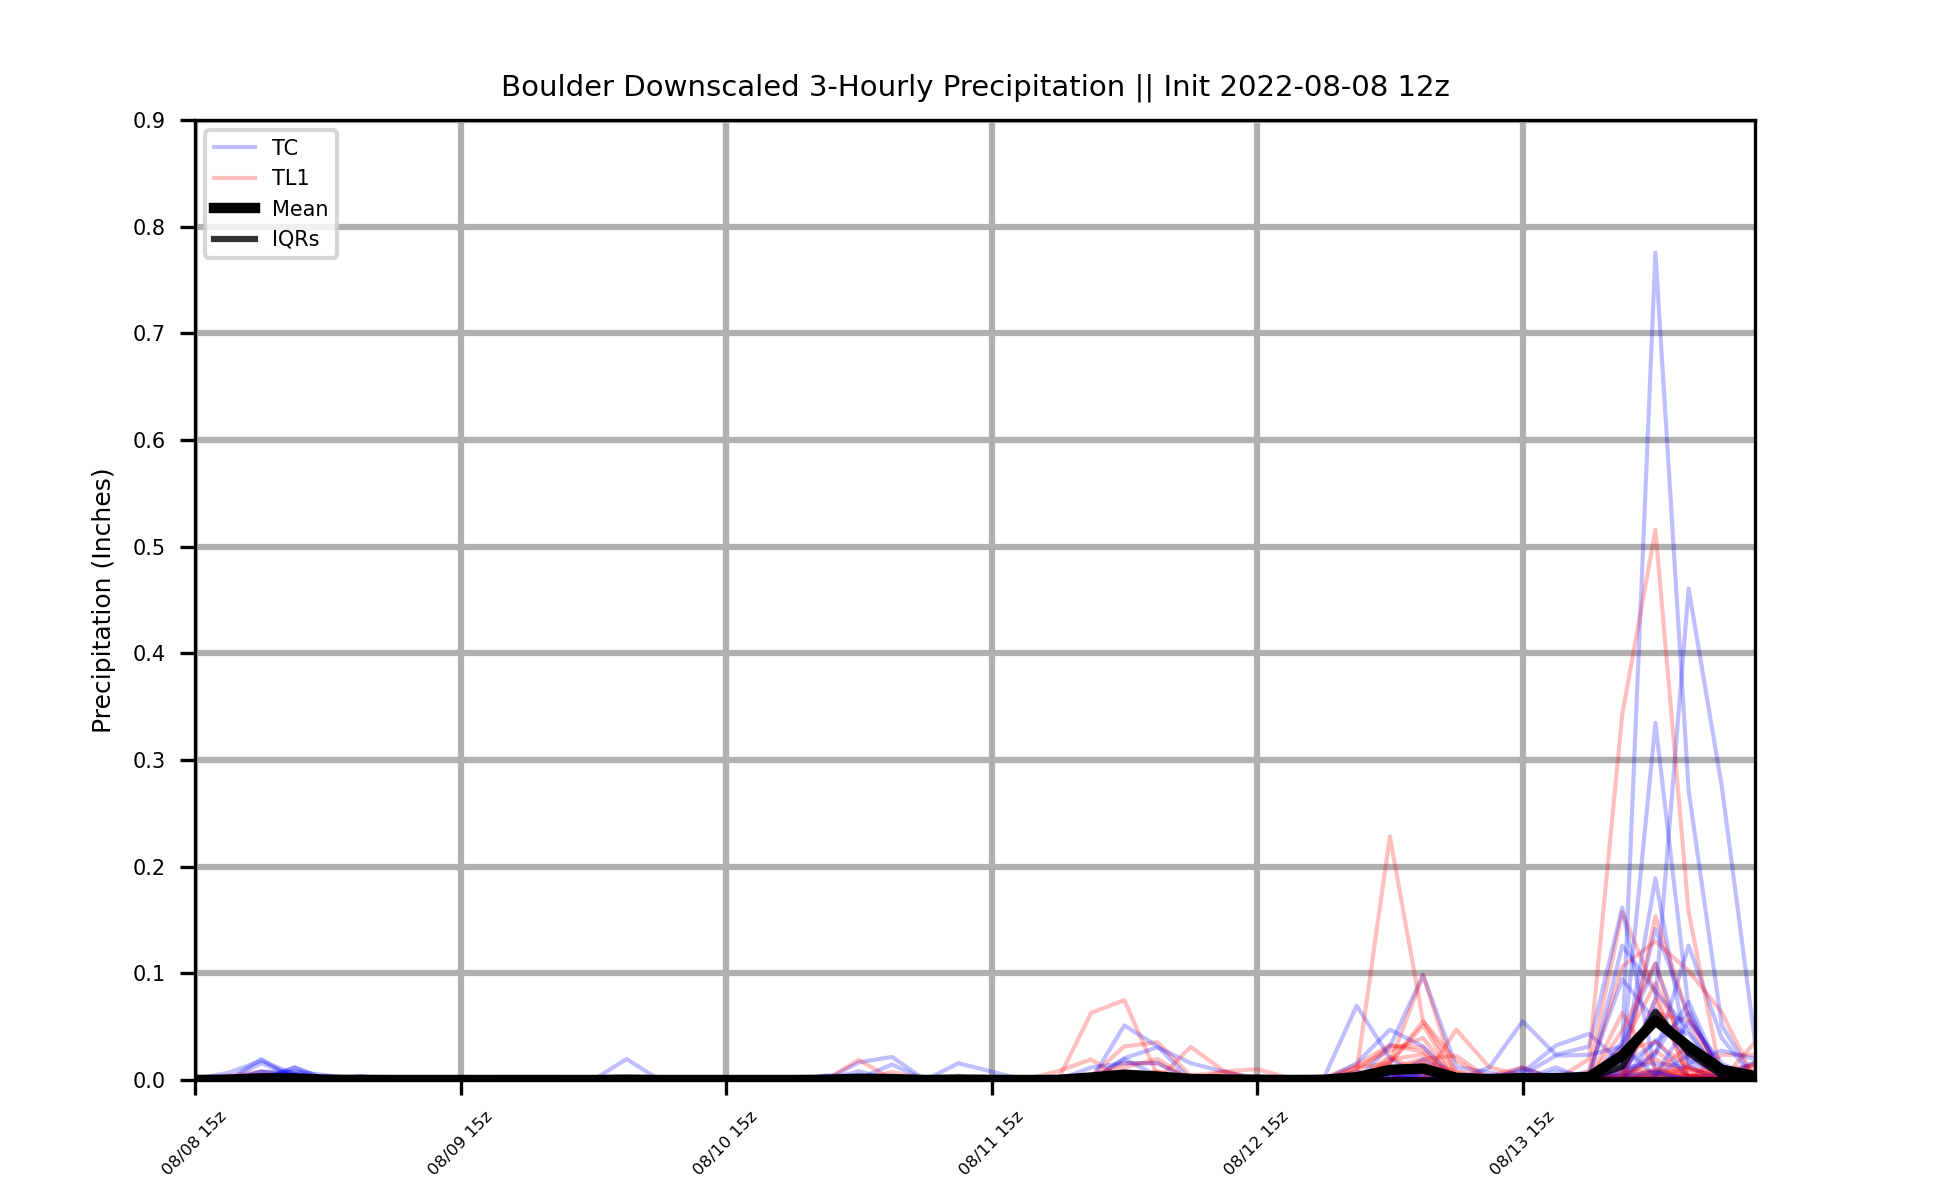 Boulder Downscaled 3-Hourly Precipitation || Init 2022-08-08 12z
TC
TL1
Mean
IQRs
Precipitation (Inches)
0.9
0.8
0.7
0.6
0.5
0.4
0.3
0.2
0.1
0.0
08/08 15z
08/09 15z
08/10 15z
08/11 15z
08/12 15z
08/13 15z